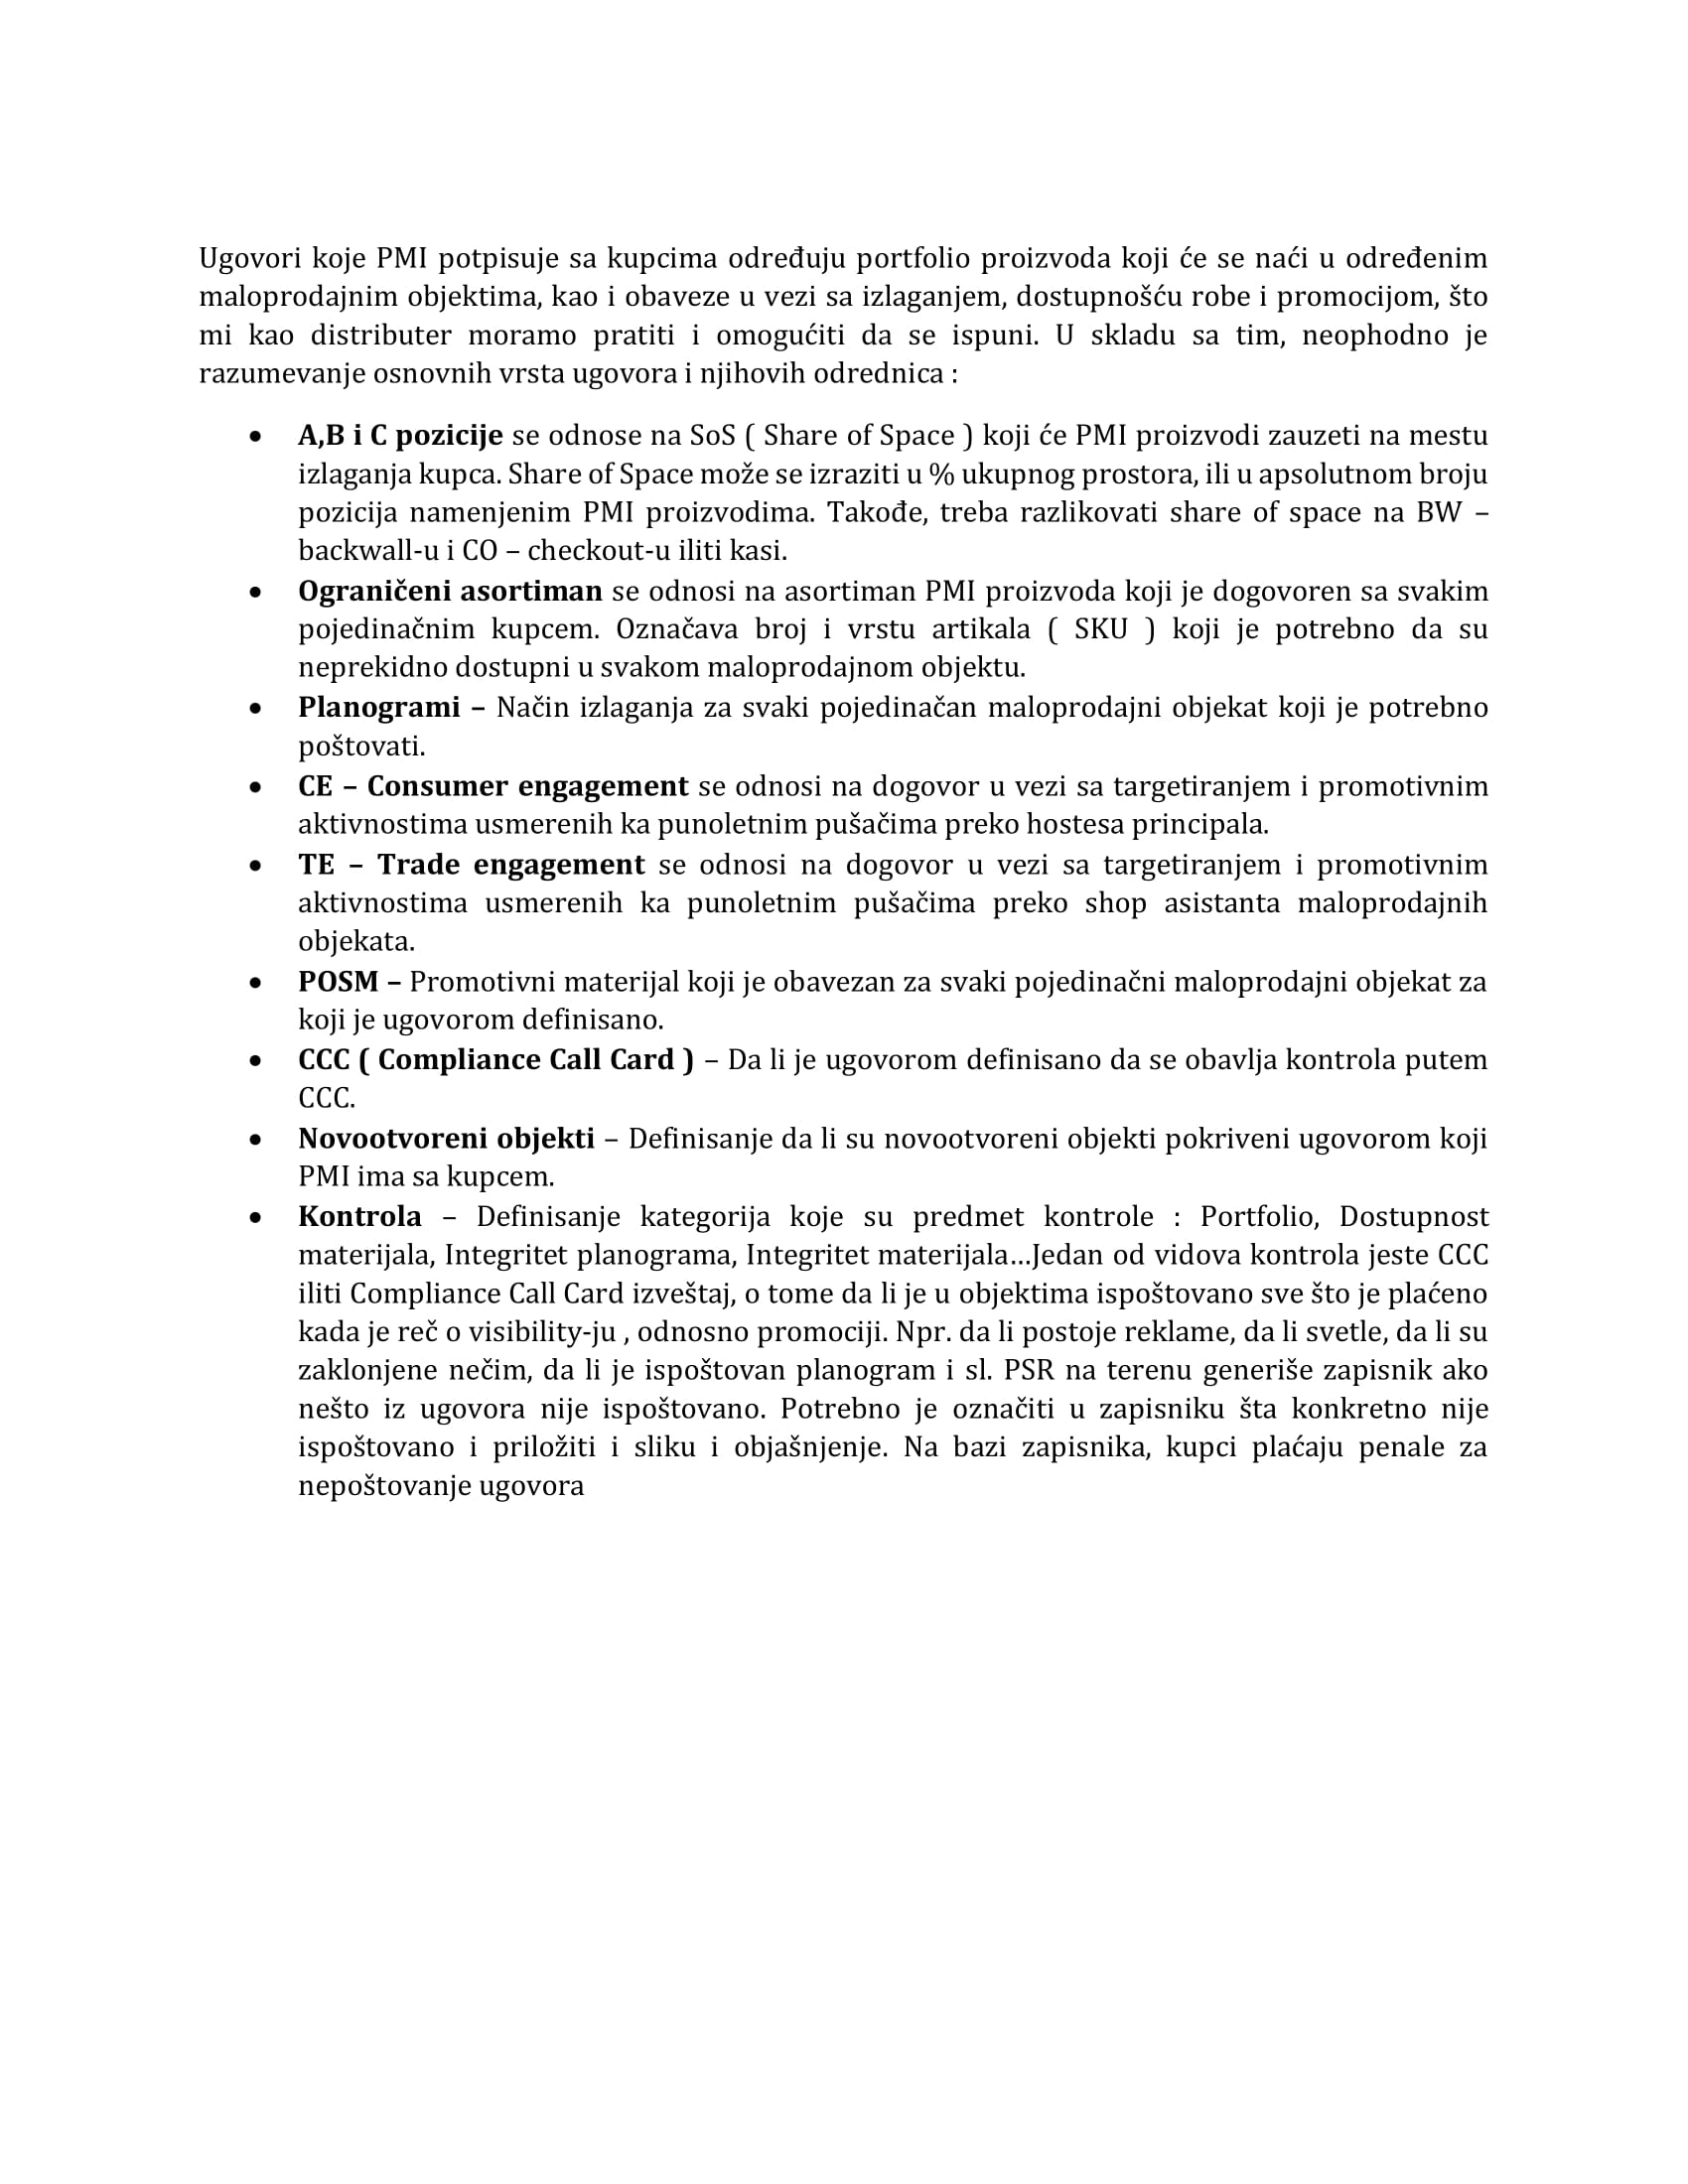 Ugovori koje PMI potpisuje sa kupcima određuju portfolio proizvoda koji će se naći u određenim
maloprodajnim objektima, kao i obaveze u vezi sa izlaganjem, dostupnošću robe i promocijom, što
mi kao distributer moramo pratiti i omogućiti da se ispuni. U skladu sa tim, neophodno je
razumevanje osnovnih vrsta ugovora i njihovih odrednica :
• A,B i C pozicije se odnose na SoS ( Share of Space ) koji će PMI proizvodi zauzeti na mestu
izlaganja kupca. Share of Space može se izraziti u % ukupnog prostora, ili u apsolutnom broju
pozicija namenjenim PMI proizvodima. Takođe, treba razlikovati share of space na BW –
backwall-u i CO – checkout-u iliti kasi.
• Ograničeni asortiman se odnosi na asortiman PMI proizvoda koji je dogovoren sa svakim
pojedinačnim kupcem. Označava broj i vrstu artikala ( SKU ) koji je potrebno da su
neprekidno dostupni u svakom maloprodajnom objektu.
• Planogrami – Način izlaganja za svaki pojedinačan maloprodajni objekat koji je potrebno
poštovati.
• CE – Consumer engagement se odnosi na dogovor u vezi sa targetiranjem i promotivnim
aktivnostima usmerenih ka punoletnim pušačima preko hostesa principala.
• TE – Trade engagement se odnosi na dogovor u vezi sa targetiranjem i promotivnim
aktivnostima usmerenih ka punoletnim pušačima preko shop asistanta maloprodajnih
objekata.
• POSM – Promotivni materijal koji je obavezan za svaki pojedinačni maloprodajni objekat za
koji je ugovorom definisano.
• CCC ( Compliance Call Card ) – Da li je ugovorom definisano da se obavlja kontrola putem
CCC.
• Novootvoreni objekti – Definisanje da li su novootvoreni objekti pokriveni ugovorom koji
PMI ima sa kupcem.
• Kontrola – Definisanje kategorija koje su predmet kontrole : Portfolio, Dostupnost
materijala, Integritet planograma, Integritet materijala…Jedan od vidova kontrola jeste CCC
iliti Compliance Call Card izveštaj, o tome da li je u objektima ispoštovano sve što je plaćeno
kada je reč o visibility-ju , odnosno promociji. Npr. da li postoje reklame, da li svetle, da li su
zaklonjene nečim, da li je ispoštovan planogram i sl. PSR na terenu generiše zapisnik ako
nešto iz ugovora nije ispoštovano. Potrebno je označiti u zapisniku šta konkretno nije
ispoštovano i priložiti i sliku i objašnjenje. Na bazi zapisnika, kupci plaćaju penale za
nepoštovanje ugovora